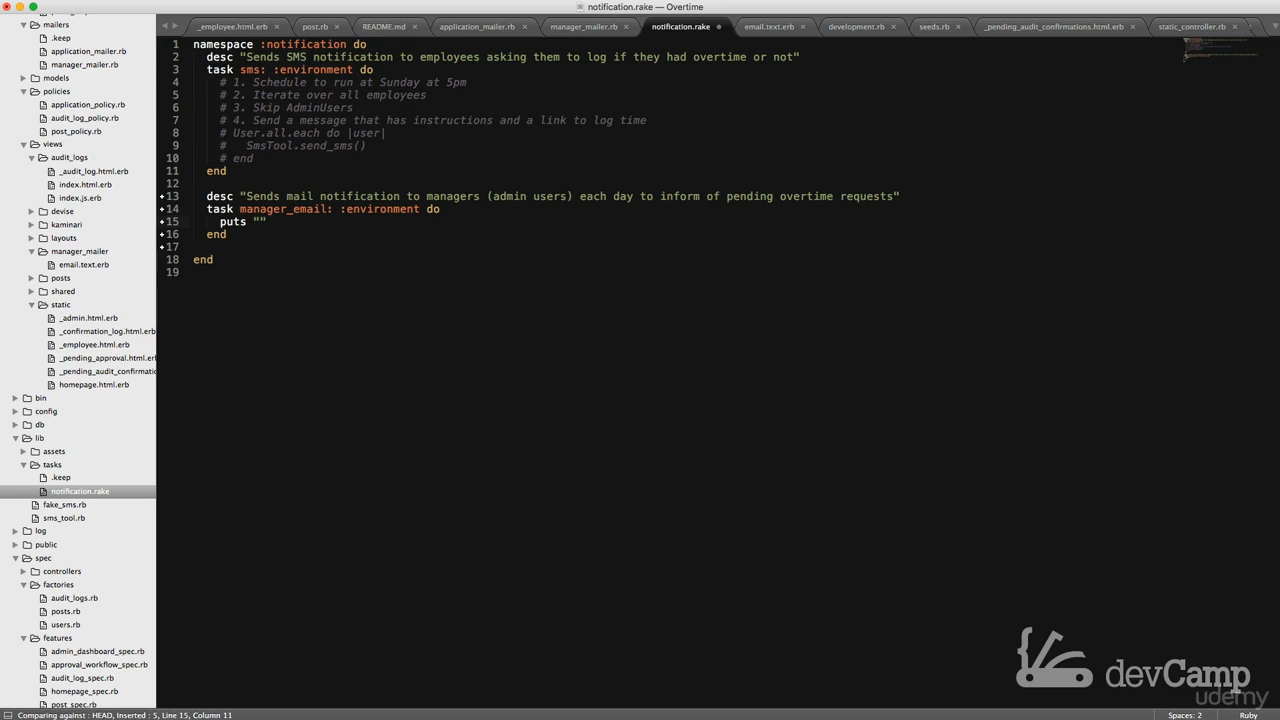 notification.rake — Overtime
mailers
.keep
application_mailer.rb
manager_mailer.rb
models
policies
application_policy.rb
audit_log_policy.rb
post_policy.rb
views
audit_logs
_audit_log.html.erb
index.html.erb
index.js.erb
devise
kaminari
layouts
manager_mailer
email.text.erb
posts
shared
static
_admin.html.erb
_confirmation_log.html.erb
_employee.html.erb
_pending_approval.html.erl
_pending_audit_confirmatic
homepage.html.erb
bin
config
db
lib
assets
tasks
.keep
notification.rake
fake_sms.rb
sms_tool.rb
log
public
spec
controllers
factories
audit_logs.rb
posts.rb
users.rb
features
admin_dashboard_spec.rb
approval_workflow_spec.rb
audit_log_spec.rb
homepage_spec.rb
post_spec.rb
_employee.html.erb × post.rb × README.md × application_mailer.rb × manager_mailer.rb × notification.rake email.text.erb × development.rb × seeds.rb × _pending_audit_confirmations.html.erb × static_controller.rb ×
1 namespace :notification do
2 desc "Sends SMS notification to employees asking them to log if they had overtime or not"
3 task sms: :environment do
4 # 1. Schedule to run at Sunday at 5pm
5 # 2. Iterate over all employees
6 # 3. Skip AdminUsers
7 # 4. Send a message that has instructions and a link to log time
8 # User.all.each do |user|
9 #   SmsTool.send_sms()
10 # end
11 end
12
13 desc "Sends mail notification to managers (admin users) each day to inform of pending overtime requests"
14 task manager_email: :environment do
15 puts ""
16 end
17
18 end
19
devCamp
udemy
Comparing against: HEAD, Inserted : 5, Line 15, Column 11
Spaces: 2
Ruby